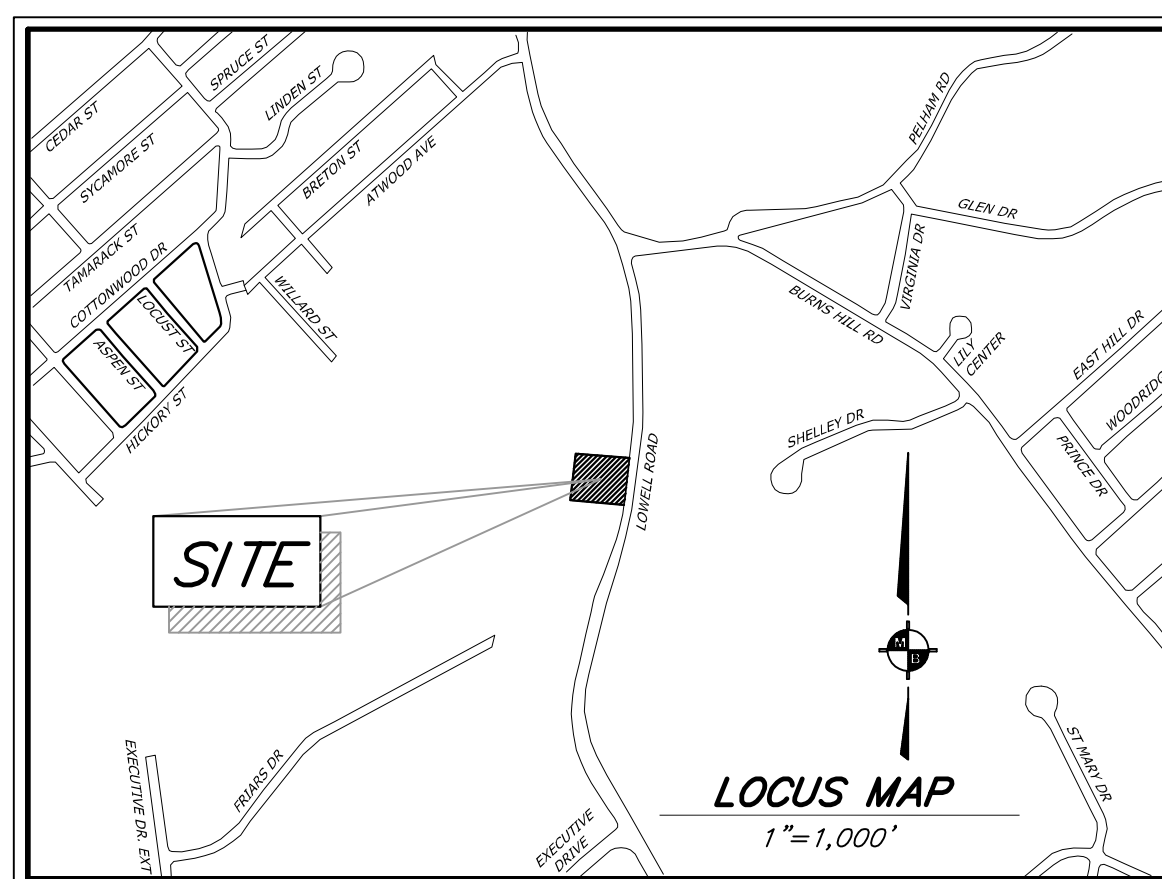 SPRUCE ST
LINDEN ST
CEDAR ST
SYCAMORE ST
BRETON ST
ATWOOD AVE
PELHAM RD
GLEN DR
VIRGINIA DR
TAMARACK ST
COTTONWOOD DR
LOCUST ST
ASPEN ST
HICKORY ST
WILLARD ST
BURNS HILL RD
LILY
CENTER
EAST HILL DR
WOODRIDG
PRINCE DR
SHELLEY DR
LOWELL ROAD
SITE
M
B
ST MARY DR
FRIARS DR
EXECUTIVE DR. EXT
EXECUTIVE
DRIVE
LOCUS MAP
1"=1,000'